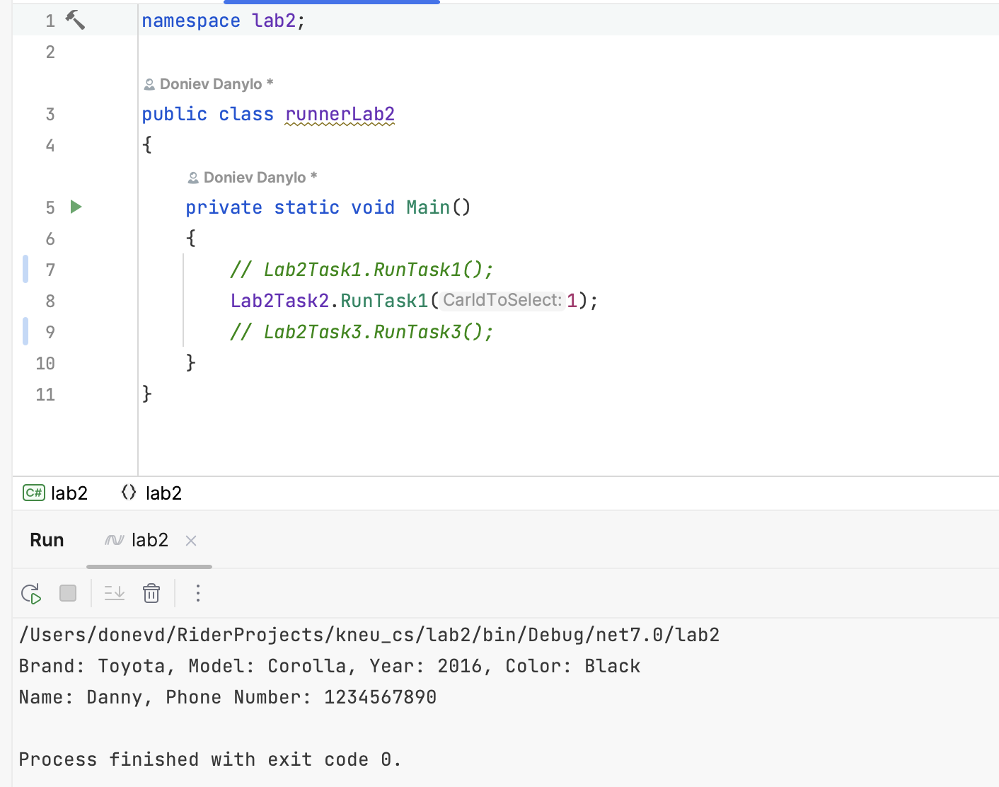 1 namespace lab2;
2
Doniev Danylo *
3 public class runnerLab2
4 {
Doniev Danylo *
5 private static void Main()
6 {
7 // Lab2Task1.RunTask1();
8 Lab2Task2.RunTask1( CarIdToSelect: 1);
9 // Lab2Task3.RunTask3();
10 }
11 }
C# lab2 {} lab2
Run lab2
/Users/donevd/RiderProjects/kneu_cs/lab2/bin/Debug/net7.0/lab2
Brand: Toyota, Model: Corolla, Year: 2016, Color: Black
Name: Danny, Phone Number: 1234567890
Process finished with exit code 0.